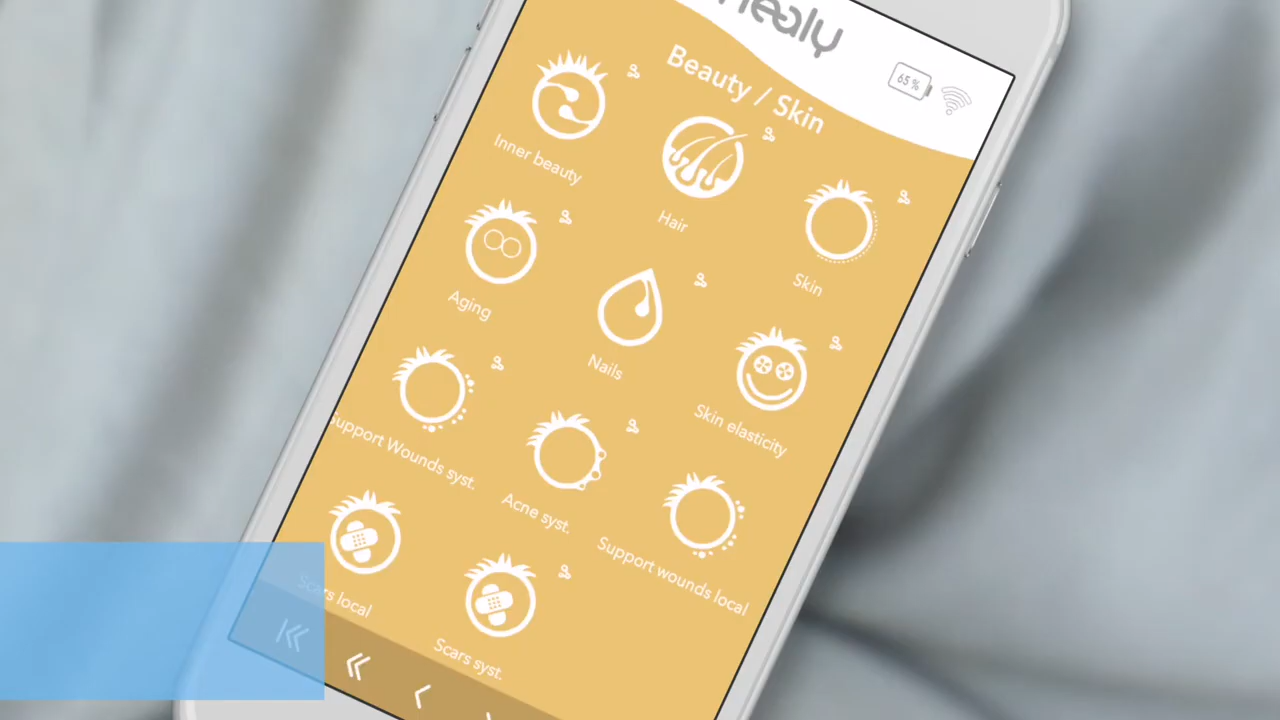 Healy
65 %
Beauty / Skin
Inner beauty
Hair
Skin
Aging
Nails
Skin elasticity
Support Wounds syst.
Acne syst.
Support wounds local
Scars local
Scars syst.